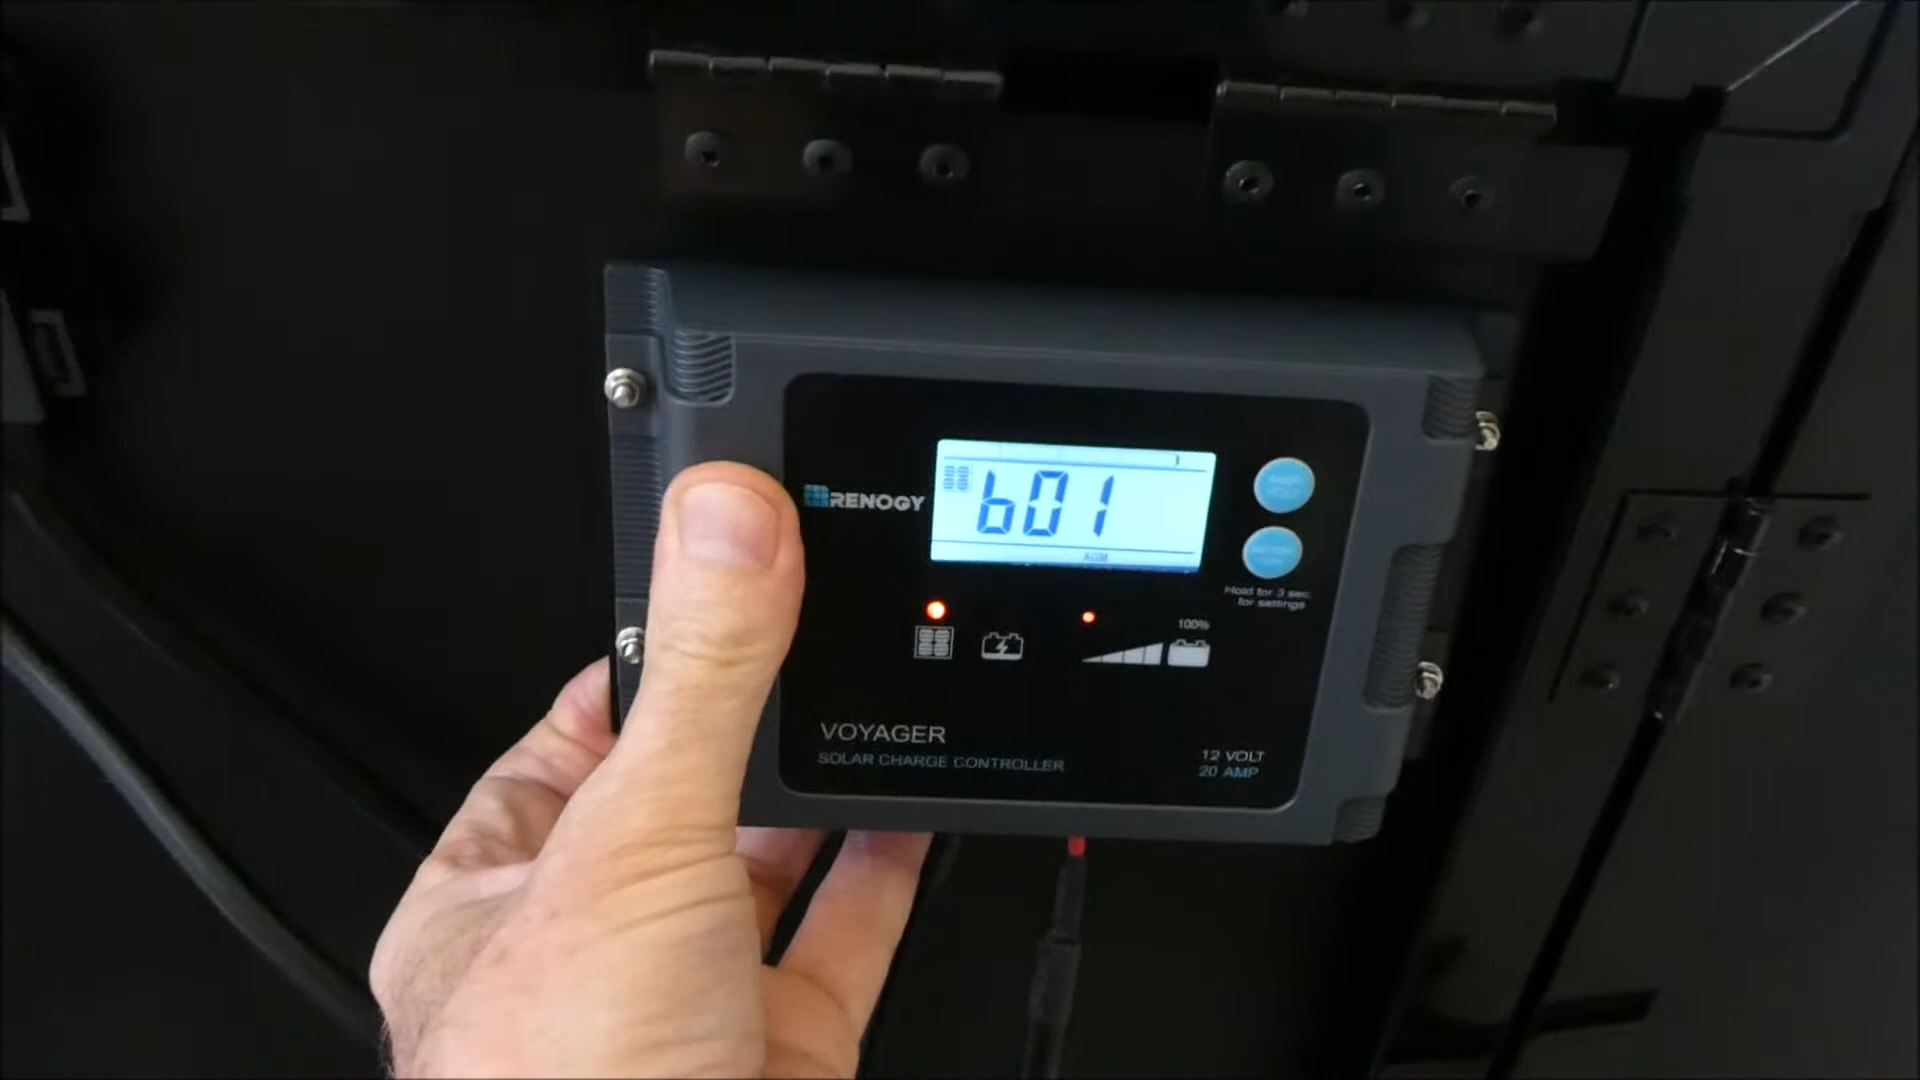 RENOGY
b01
AGM
Hold for 3 sec.
for settings
100%
VOYAGER
SOLAR CHARGE CONTROLLER
12 VOLT
20 AMP